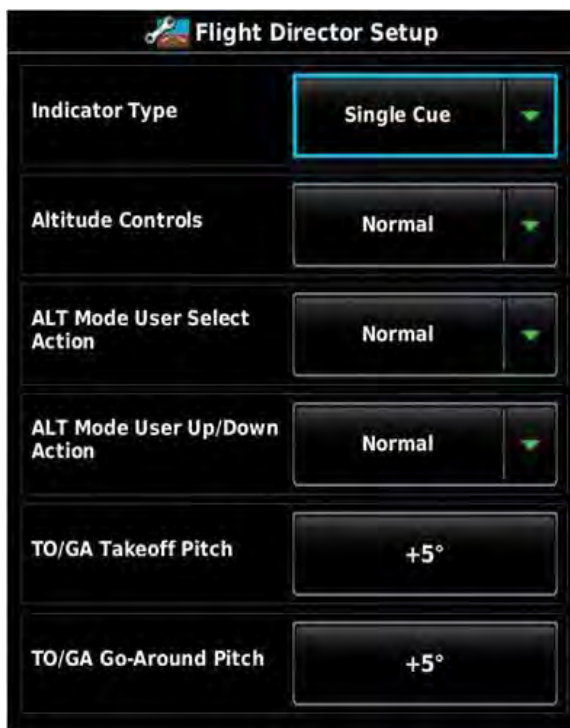 Flight Director Setup
Indicator Type
Single Cue
Altitude Controls
Normal
ALT Mode User Select
Action
Normal
ALT Mode User Up/Down
Action
Normal
TO/GA Takeoff Pitch
+5°
TO/GA Go-Around Pitch
+5°